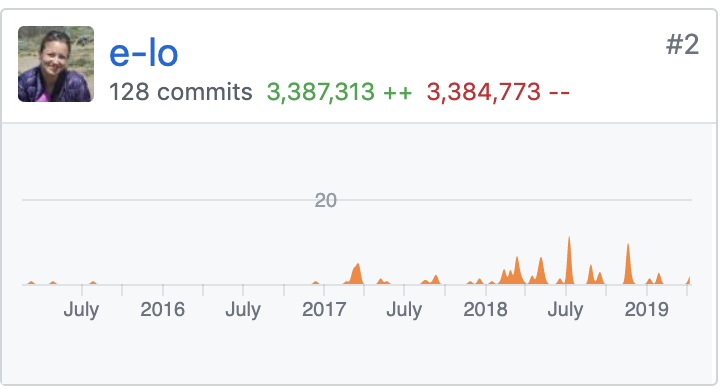 e-lo
#2
128 commits 3,387,313 ++ 3,384,773 --
20
July 2016 July 2017 July 2018 July 2019